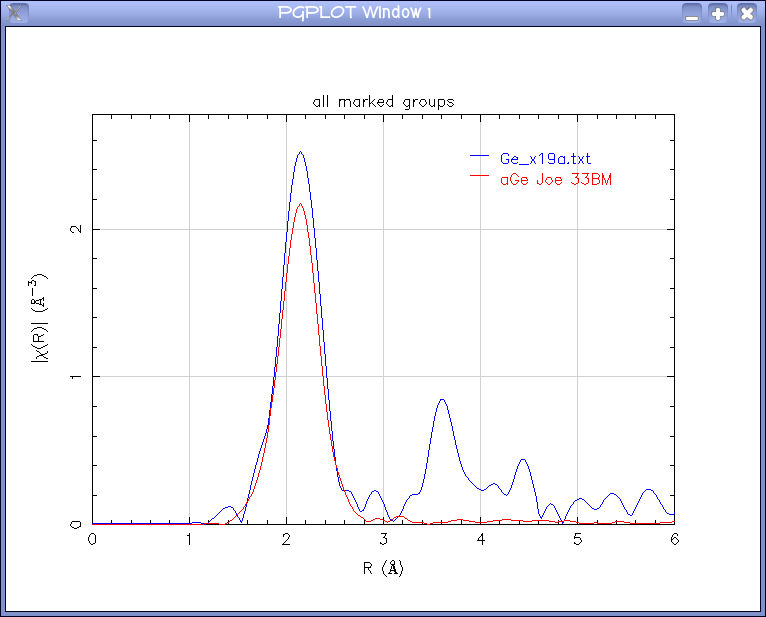 PGPLOT Window 1
all marked groups
Ge_x19a.txt
aGe Joe 33BM
2
1
0
|χ(R)| (Å⁻³)
0 1 2 3 4 5 6
R (Å)